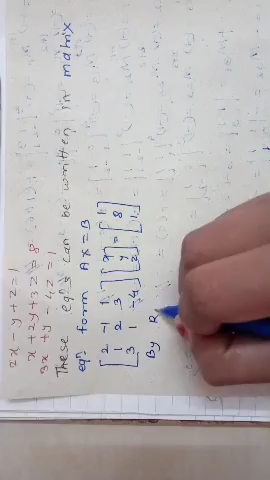 2x - y + z = 1
x + 2y + 3z = 8
3x + y - 4z = 1
These eqⁿs can be written in matrix
eqⁿ form AX = B
[2 -1 1] [x] [1]
[1 2 3] [y] = [8]
[3 1 -4] [z] [1]
By R